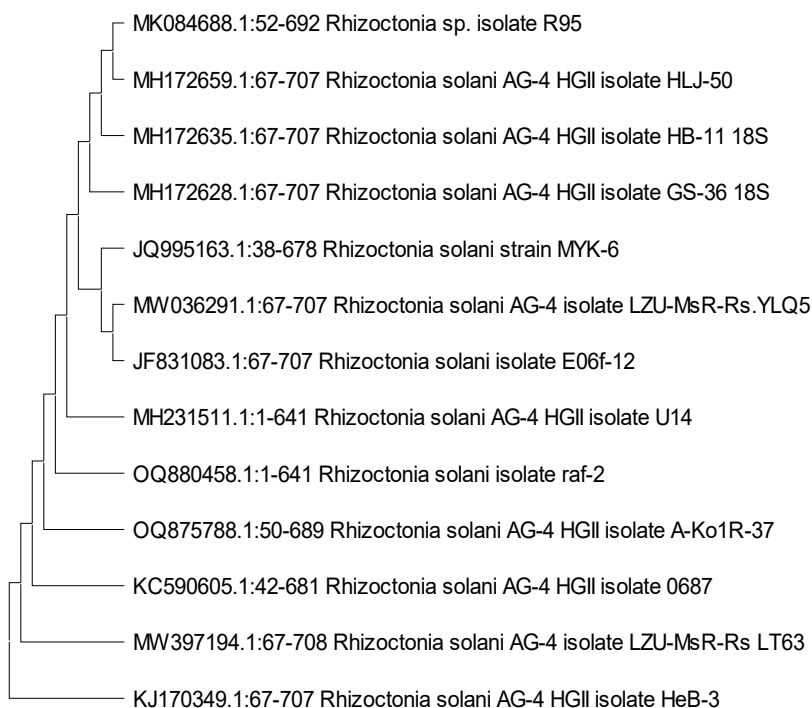 MK084688.1:52-692 Rhizoctonia sp. isolate R95
MH172659.1:67-707 Rhizoctonia solani AG-4 HGII isolate HLJ-50
MH172635.1:67-707 Rhizoctonia solani AG-4 HGII isolate HB-11 18S
MH172628.1:67-707 Rhizoctonia solani AG-4 HGII isolate GS-36 18S
JQ995163.1:38-678 Rhizoctonia solani strain MYK-6
MW036291.1:67-707 Rhizoctonia solani AG-4 isolate LZU-MsR-Rs.YLQ5
JF831083.1:67-707 Rhizoctonia solani isolate E06f-12
MH231511.1:1-641 Rhizoctonia solani AG-4 HGII isolate U14
OQ880458.1:1-641 Rhizoctonia solani isolate raf-2
OQ875788.1:50-689 Rhizoctonia solani AG-4 HGII isolate A-Ko1R-37
KC590605.1:42-681 Rhizoctonia solani AG-4 HGII isolate 0687
MW397194.1:67-708 Rhizoctonia solani AG-4 isolate LZU-MsR-Rs LT63
KJ170349.1:67-707 Rhizoctonia solani AG-4 HGII isolate HeB-3